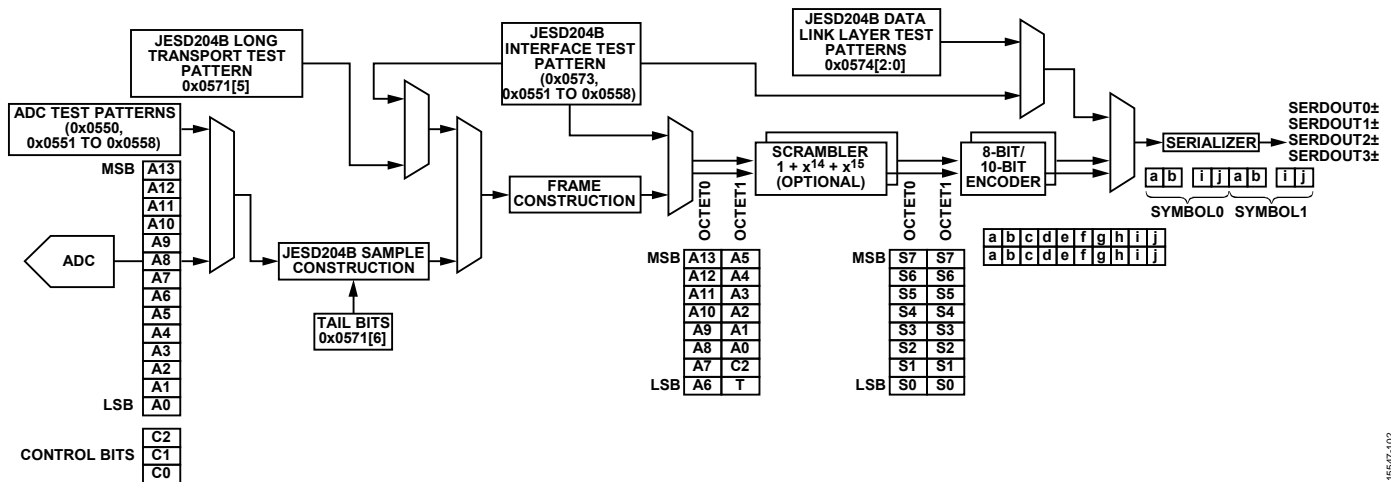 JESD204B LONG
TRANSPORT TEST
PATTERN
0x0571[5]
JESD204B
INTERFACE TEST
PATTERN
(0x0573,
0x0551 TO 0x0558)
JESD204B DATA
LINK LAYER TEST
PATTERNS
0x0574[2:0]
ADC TEST PATTERNS
(0x0550,
0x0551 TO 0x0558)
MSB
A13
A12
A11
A10
A9
A8
A7
A6
A5
A4
A3
A2
A1
LSB
A0
CONTROL BITS
C2
C1
C0
ADC
JESD204B SAMPLE
CONSTRUCTION
TAIL BITS
0x0571[6]
FRAME
CONSTRUCTION
OCTET0
OCTET1
MSB A13 A5
A12 A4
A11 A3
A10 A2
A9 A1
A8 A0
A7 C2
LSB A6 T
SCRAMBLER
1 + x14 + x15
(OPTIONAL)
OCTET0
OCTET1
MSB S7 S7
S6 S6
S5 S5
S4 S4
S3 S3
S2 S2
S1 S1
LSB S0 S0
8-BIT/
10-BIT
ENCODER
a b c d e f g h i j
a b c d e f g h i j
SERIALIZER
SERDOUT0±
SERDOUT1±
SERDOUT2±
SERDOUT3±
a b i j a b i j
SYMBOL0 SYMBOL1
15547-102